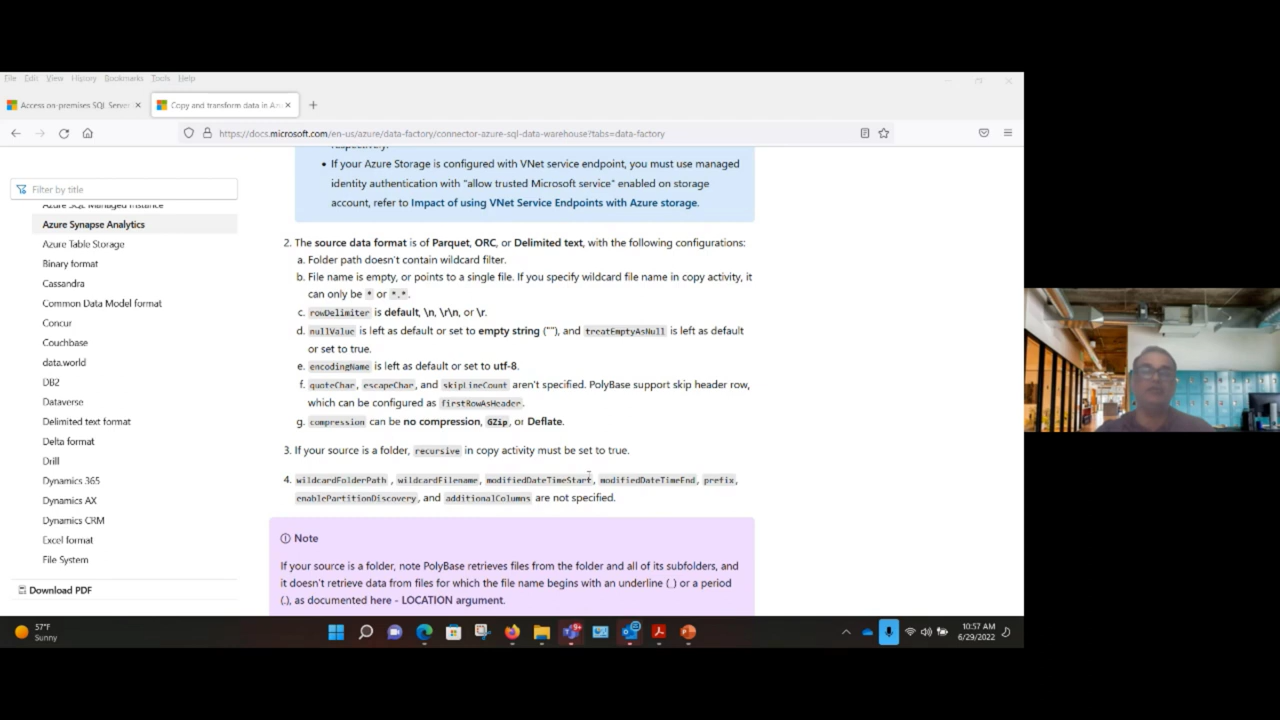 File Edit View History Bookmarks Tools Help
Access on-premises SQL Server
Copy and transform data in Az
https://docs.microsoft.com/en-us/azure/data-factory/connector-azure-sql-data-warehouse?tabs=data-factory
Filter by title
Azure SQL Managed Instance
Azure Synapse Analytics
Azure Table Storage
Binary format
Cassandra
Common Data Model format
Concur
Couchbase
data.world
DB2
Dataverse
Delimited text format
Delta format
Drill
Dynamics 365
Dynamics AX
Dynamics CRM
Excel format
File System
Download PDF
respectively.
• If your Azure Storage is configured with VNet service endpoint, you must use managed
identity authentication with "allow trusted Microsoft service" enabled on storage
account, refer to Impact of using VNet Service Endpoints with Azure storage.
2. The source data format is of Parquet, ORC, or Delimited text, with the following configurations:
a. Folder path doesn't contain wildcard filter.
b. File name is empty, or points to a single file. If you specify wildcard file name in copy activity, it
can only be * or *.*.
c. rowDelimiter is default, \n, \r\n, or \r.
d. nullValue is left as default or set to empty string (""), and treatEmptyAsNull is left as default
or set to true.
e. encodingName is left as default or set to utf-8.
f. quoteChar, escapeChar, and skipLineCount aren't specified. PolyBase support skip header row,
which can be configured as firstRowAsHeader.
g. compression can be no compression, GZip, or Deflate.
3. If your source is a folder, recursive in copy activity must be set to true.
4. wildcardFolderPath , wildcardFilename, modifiedDateTimeStart, modifiedDateTimeEnd, prefix,
enablePartitionDiscovery, and additionalColumns are not specified.
Note
If your source is a folder, note PolyBase retrieves files from the folder and all of its subfolders, and
it doesn't retrieve data from files for which the file name begins with an underline (_) or a period
(.), as documented here - LOCATION argument.
57°F
Sunny
10:57 AM
6/29/2022